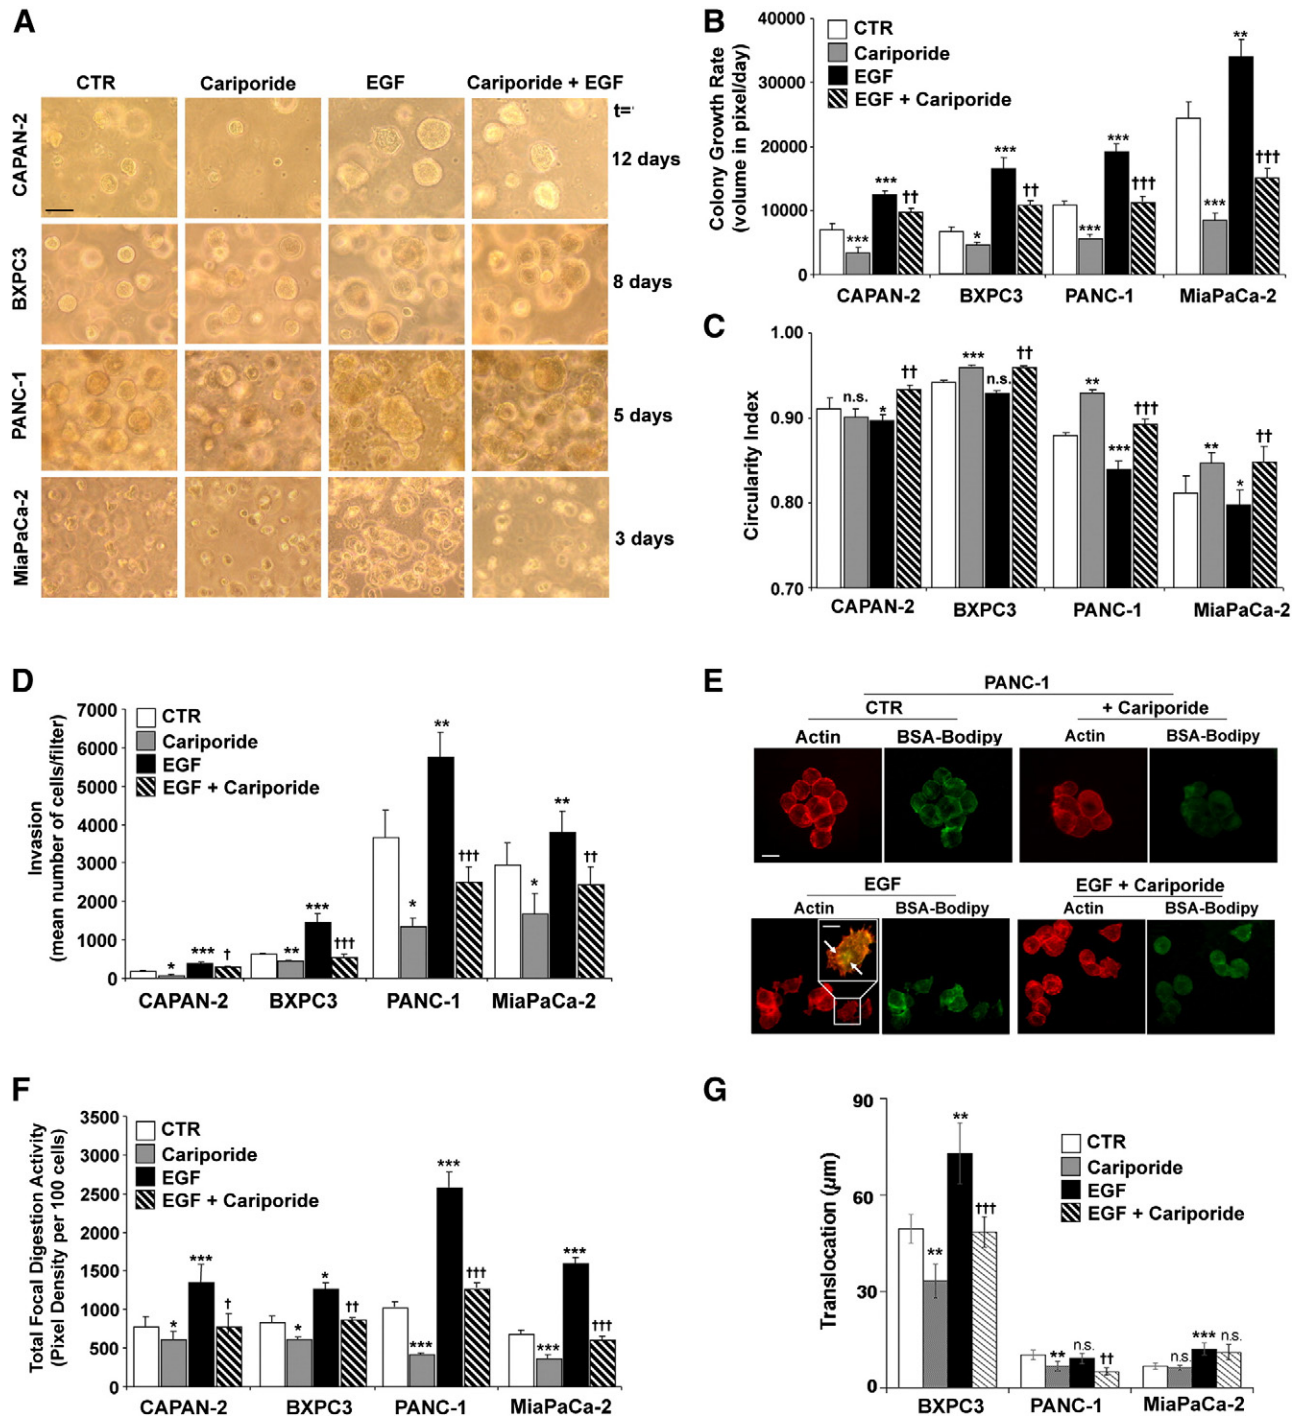 A
CTR
Cariporide
EGF
Cariporide + EGF
t=
CAPAN-2
12 days
BXPC3
8 days
PANC-1
5 days
MiaPaCa-2
3 days
B
Colony Growth Rate
(volume in pixel/day)
40000
30000
20000
10000
0
CTR
Cariporide
EGF
EGF + Cariporide
***
***
††
*
***
††
***
***
†††
***
**
†††
CAPAN-2
BXPC3
PANC-1
MiaPaCa-2
C
Circularity Index
1.00
0.90
0.80
0.70
n.s.
*
††
***
n.s.
††
**
***
†††
**
*
††
CAPAN-2
BXPC3
PANC-1
MiaPaCa-2
D
Invasion
(mean number of cells/filter)
7000
6000
5000
4000
3000
2000
1000
0
CTR
Cariporide
EGF
EGF + Cariporide
*
***
†
**
***
†††
*
**
†††
*
**
††
CAPAN-2
BXPC3
PANC-1
MiaPaCa-2
E
PANC-1
CTR
+ Cariporide
Actin
BSA-Bodipy
Actin
BSA-Bodipy
EGF
EGF + Cariporide
Actin
BSA-Bodipy
Actin
BSA-Bodipy
F
Total Focal Digestion Activity
(Pixel Density per 100 cells)
3500
3000
2500
2000
1500
1000
500
0
CTR
Cariporide
EGF
EGF + Cariporide
*
***
†
*
*
††
***
***
†††
***
***
†††
CAPAN-2
BXPC3
PANC-1
MiaPaCa-2
G
Translocation (µm)
90
60
30
0
CTR
Cariporide
EGF
EGF + Cariporide
**
**
†††
**
n.s.
††
n.s.
***
n.s.
BXPC3
PANC-1
MiaPaCa-2